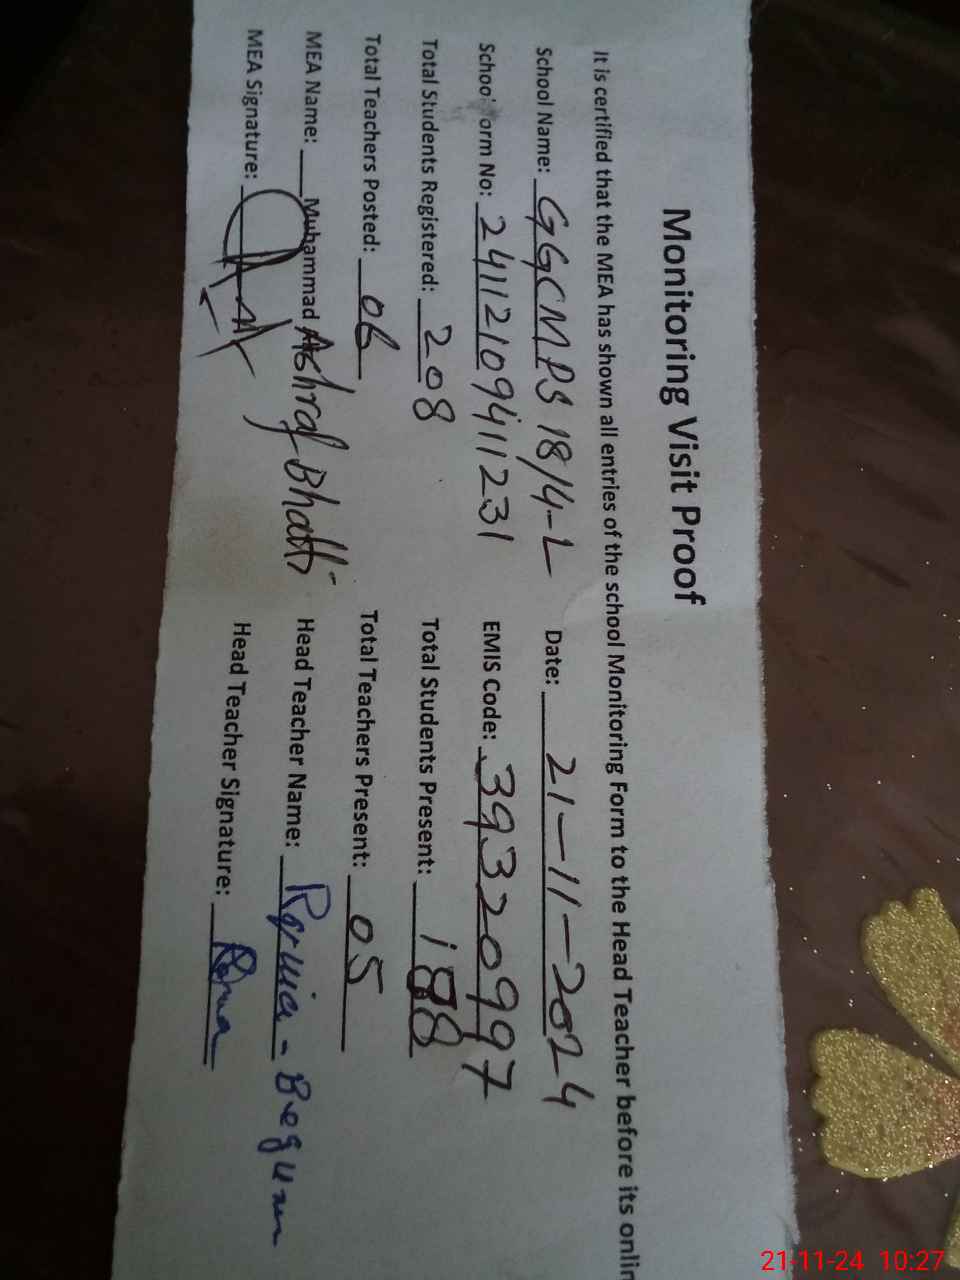 Monitoring Visit Proof
It is certified that the MEA has shown all entries of the school Monitoring Form to the Head Teacher before its onlin
School Name: GGCMPS 18/4-L Date: 21-11-2024
School orm No: 24112109411231 EMIS Code: 39320997
Total Students Registered: 208 Total Students Present: 188
Total Teachers Posted: 06 Total Teachers Present: 05
MEA Name: Muhammad Ashraf Bhatti Head Teacher Name: Begum
MEA Signature: Head Teacher Signature:
21-11-24 10:27